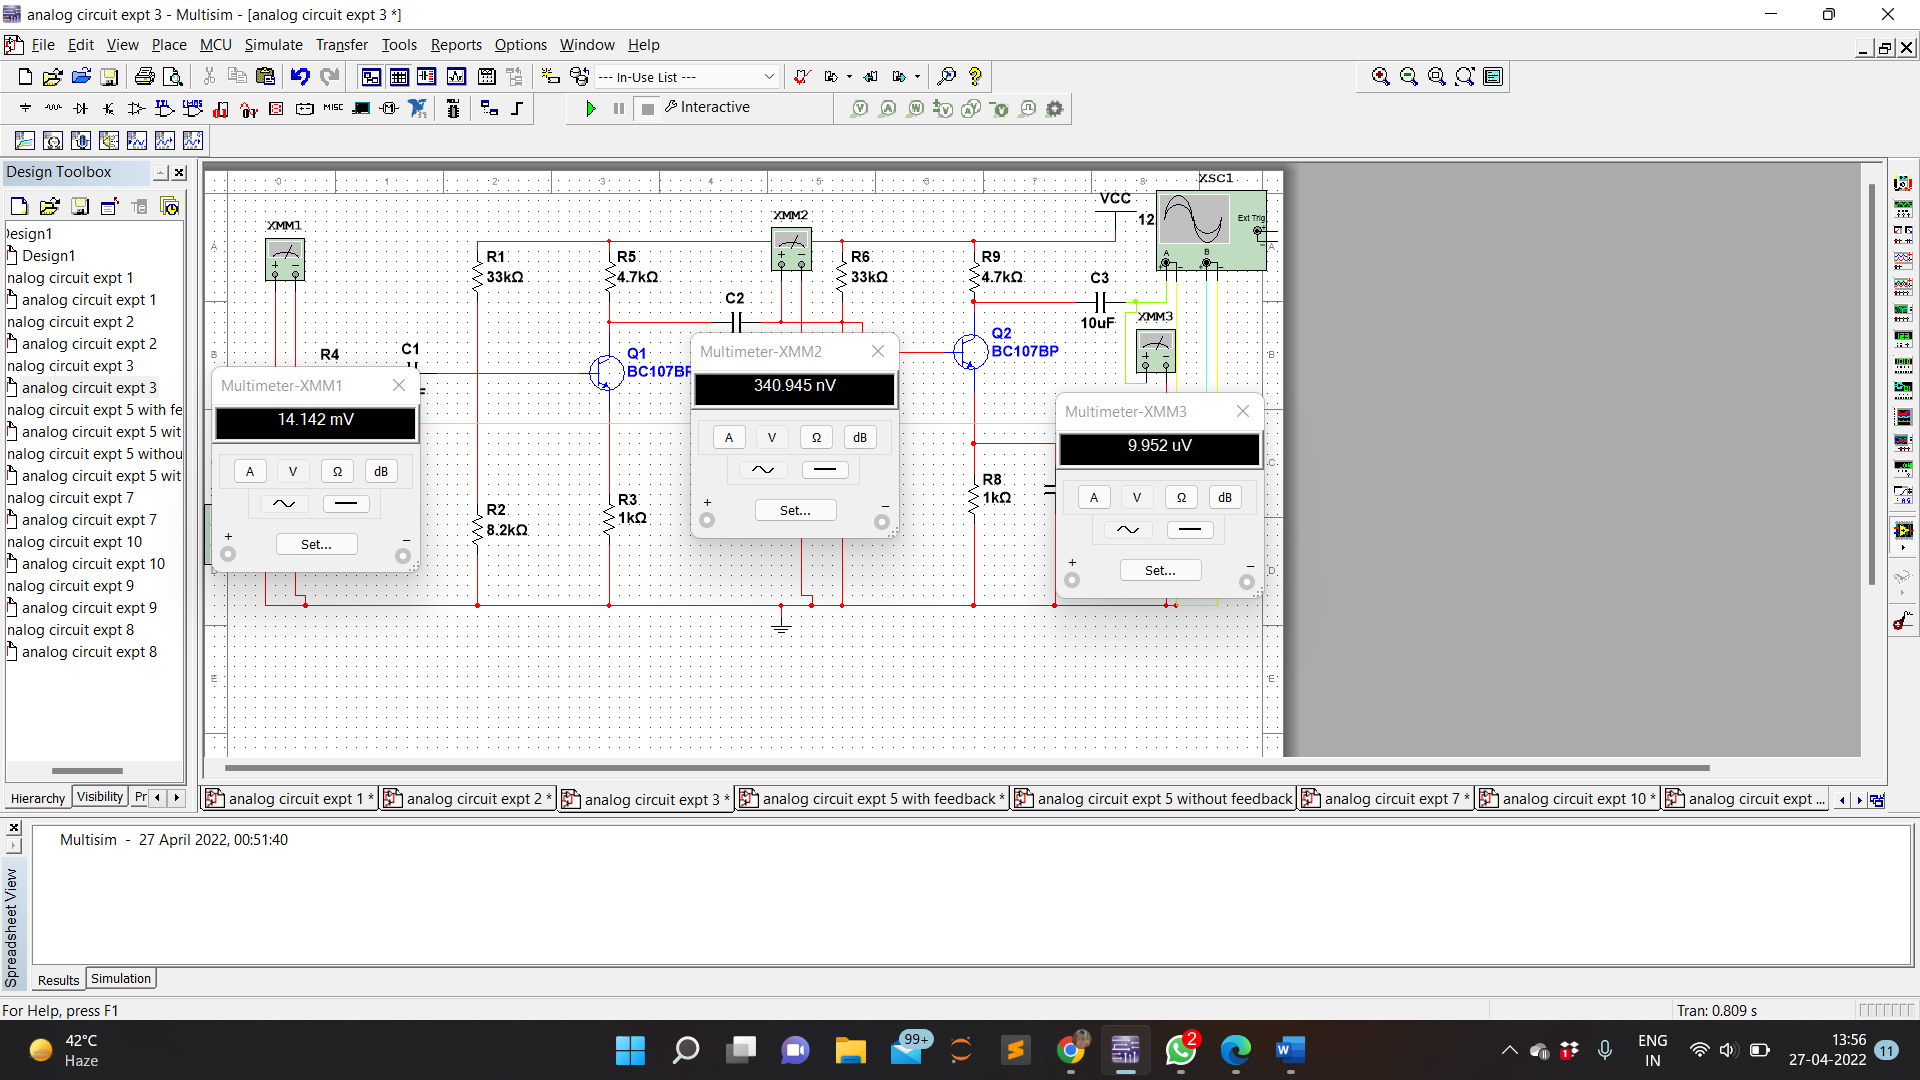 analog circuit expt 3 - Multisim - [analog circuit expt 3 *]
File Edit View Place MCU Simulate Transfer Tools Reports Options Window Help
--- In-Use List ---
MISC
Interactive
Design Toolbox
esign1
Design1
nalog circuit expt 1
analog circuit expt 1
nalog circuit expt 2
analog circuit expt 2
nalog circuit expt 3
analog circuit expt 3
nalog circuit expt 5 with fe
analog circuit expt 5 wit
nalog circuit expt 5 withou
analog circuit expt 5 wit
nalog circuit expt 7
analog circuit expt 7
nalog circuit expt 10
analog circuit expt 10
nalog circuit expt 9
analog circuit expt 9
nalog circuit expt 8
analog circuit expt 8
Hierarchy Visibility Pr
0 1 2 3 4 5 6 7 8
A
B
D
E
A
B
C
D
E
XMM1
XMM2
VCC
12
XSC1
Ext Trig
A B
R1
33kΩ
R5
4.7kΩ
R6
33kΩ
R9
4.7kΩ
C3
10uF
XMM3
C2
R4
C1
Q1
BC107BP
Q2
BC107BP
R2
8.2kΩ
R3
1kΩ
R8
1kΩ
Multimeter-XMM1
14.142 mV
A V Ω dB
Set...
+ −
Multimeter-XMM2
340.945 nV
A V Ω dB
Set...
+ −
Multimeter-XMM3
9.952 uV
A V Ω dB
Set...
+ −
analog circuit expt 1 * analog circuit expt 2 * analog circuit expt 3 * analog circuit expt 5 with feedback * analog circuit expt 5 without feedback analog circuit expt 7 * analog circuit expt 10 * analog circuit expt ...
Multisim - 27 April 2022, 00:51:40
Spreadsheet View
Results Simulation
For Help, press F1
Tran: 0.809 s
42°C
Haze
99+
2
1
ENG
IN
13:56
27-04-2022
11